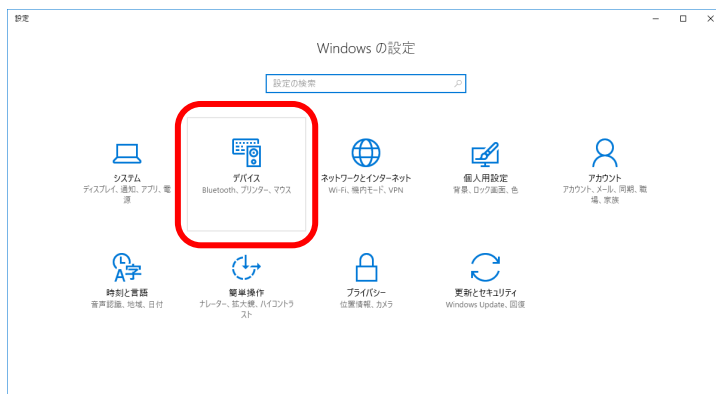 設定
Windows の設定
設定の検索
システム
ディスプレイ、通知、アプリ、電
源
デバイス
Bluetooth、プリンター、マウス
ネットワークとインターネット
Wi-Fi、機内モード、VPN
個人用設定
背景、ロック画面、色
アカウント
アカウント、メール、同期、職
場、家族
時刻と言語
音声認識、地域、日付
簡単操作
ナレーター、拡大鏡、ハイコントラ
スト
プライバシー
位置情報、カメラ
更新とセキュリティ
Windows Update、回復